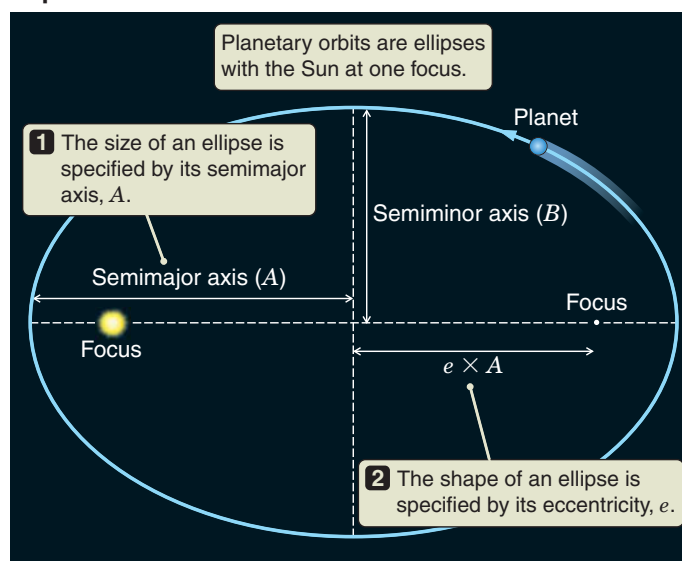 Planetary orbits are ellipses
with the Sun at one focus.
Planet
1 The size of an ellipse is
specified by its semimajor
axis, A.
Semiminor axis (B)
Semimajor axis (A)
Focus
Focus
e × A
2 The shape of an ellipse is
specified by its eccentricity, e.